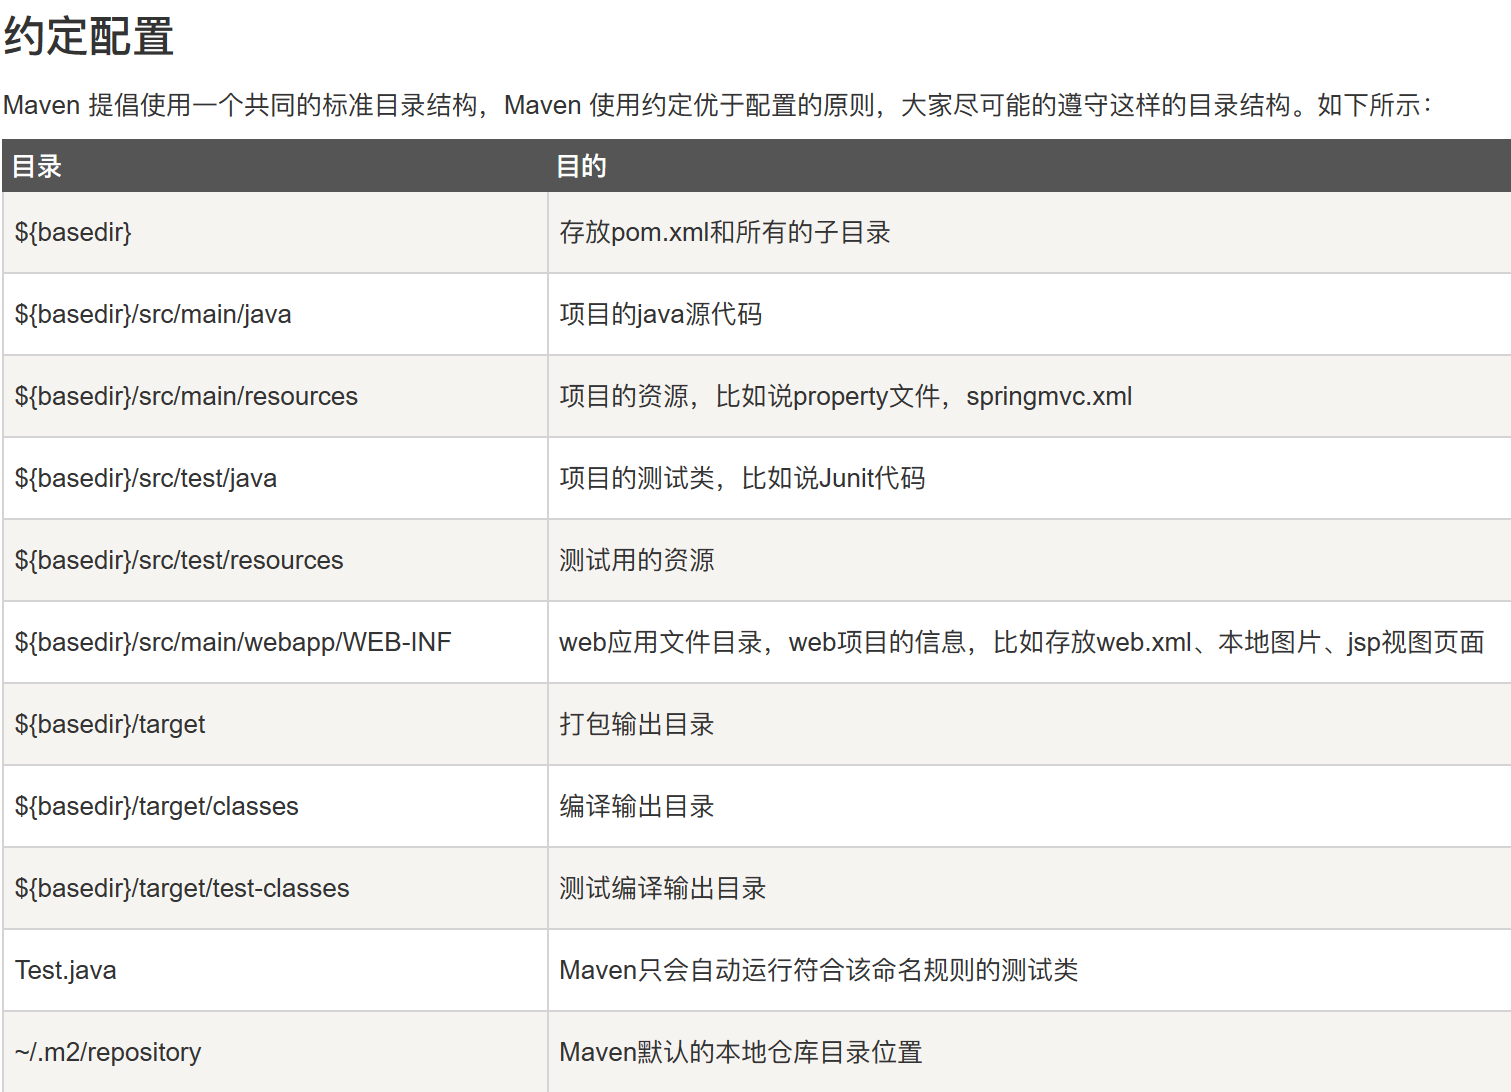 约定配置
Maven 提倡使用一个共同的标准目录结构，Maven 使用约定优于配置的原则，大家尽可能的遵守这样的目录结构。如下所示：
目录 目的
${basedir} 存放pom.xml和所有的子目录
${basedir}/src/main/java 项目的java源代码
${basedir}/src/main/resources 项目的资源，比如说property文件，springmvc.xml
${basedir}/src/test/java 项目的测试类，比如说Junit代码
${basedir}/src/test/resources 测试用的资源
${basedir}/src/main/webapp/WEB-INF web应用文件目录，web项目的信息，比如存放web.xml、本地图片、jsp视图页面
${basedir}/target 打包输出目录
${basedir}/target/classes 编译输出目录
${basedir}/target/test-classes 测试编译输出目录
Test.java Maven只会自动运行符合该命名规则的测试类
~/.m2/repository Maven默认的本地仓库目录位置